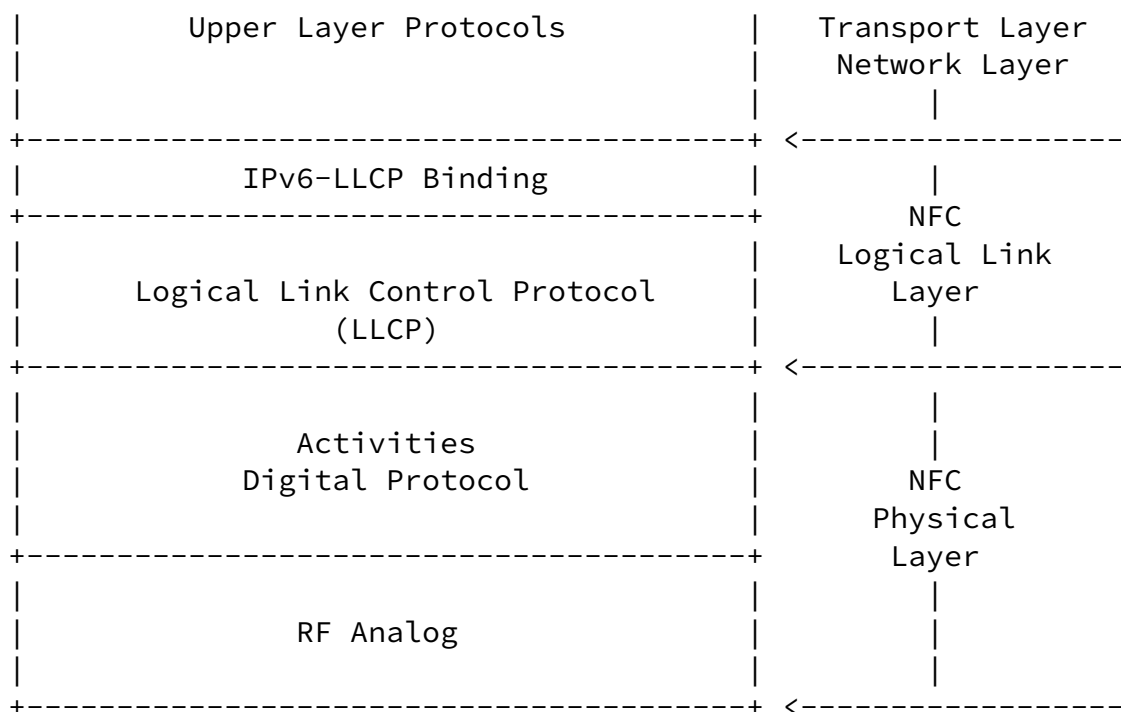 |         Upper Layer Protocols          |   Transport Layer
|                                        |    Network Layer
|                                        |         |
+----------------------------------------+ <------------------
|            IPv6-LLCP Binding           |         |
+----------------------------------------+        NFC
|                                        |    Logical Link
|      Logical Link Control Protocol     |       Layer
|                 (LLCP)                 |         |
+----------------------------------------+ <------------------
|                                        |         |
|               Activities               |         |
|            Digital Protocol            |        NFC
|                                        |      Physical
+----------------------------------------+       Layer
|                                        |         |
|               RF Analog                |         |
|                                        |         |
+----------------------------------------+ <------------------